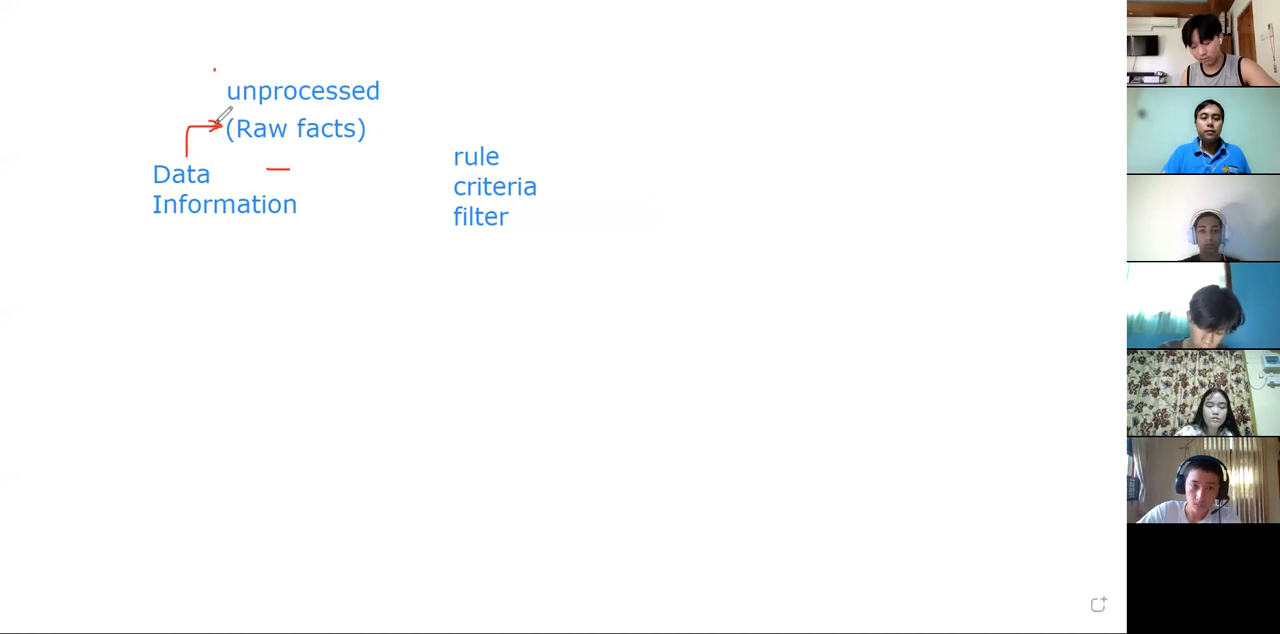 unprocessed
(Raw facts)
Data
Information
rule
criteria
filter